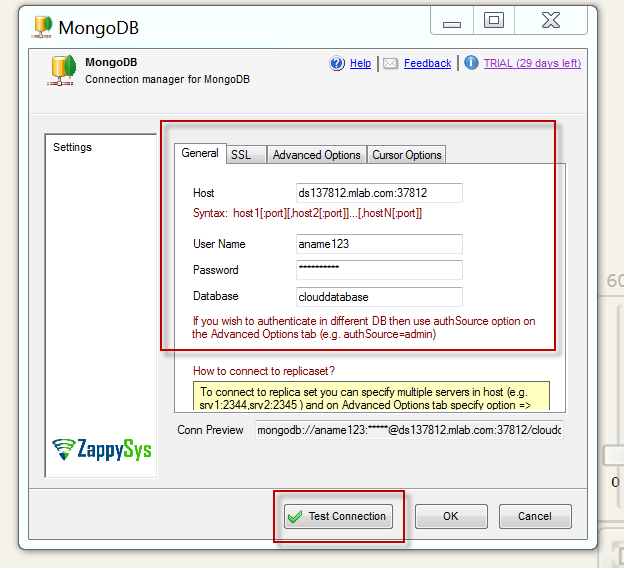 MongoDB
MongoDB
Connection manager for MongoDB
Help
Feedback
TRIAL (29 days left)
Settings
General
SSL
Advanced Options
Cursor Options
Host
ds137812.mlab.com:37812
Syntax: host1[:port][,host2[:port]]...[,hostN[:port]]
User Name
aname123
Password
**********
Database
clouddatabase
If you wish to authenticate in different DB then use authSource option on
the Advanced Options tab (e.g. authSource=admin)
How to connect to replicaset?
To connect to replica set you can specify multiple servers in host (e.g.
srv1:2344,srv2:2345 ) and on Advanced Options tab specify option =>
Conn Preview
mongodb://aname123:*****@ds137812.mlab.com:37812/cloudd
ZappySys
Test Connection
OK
Cancel
60
0